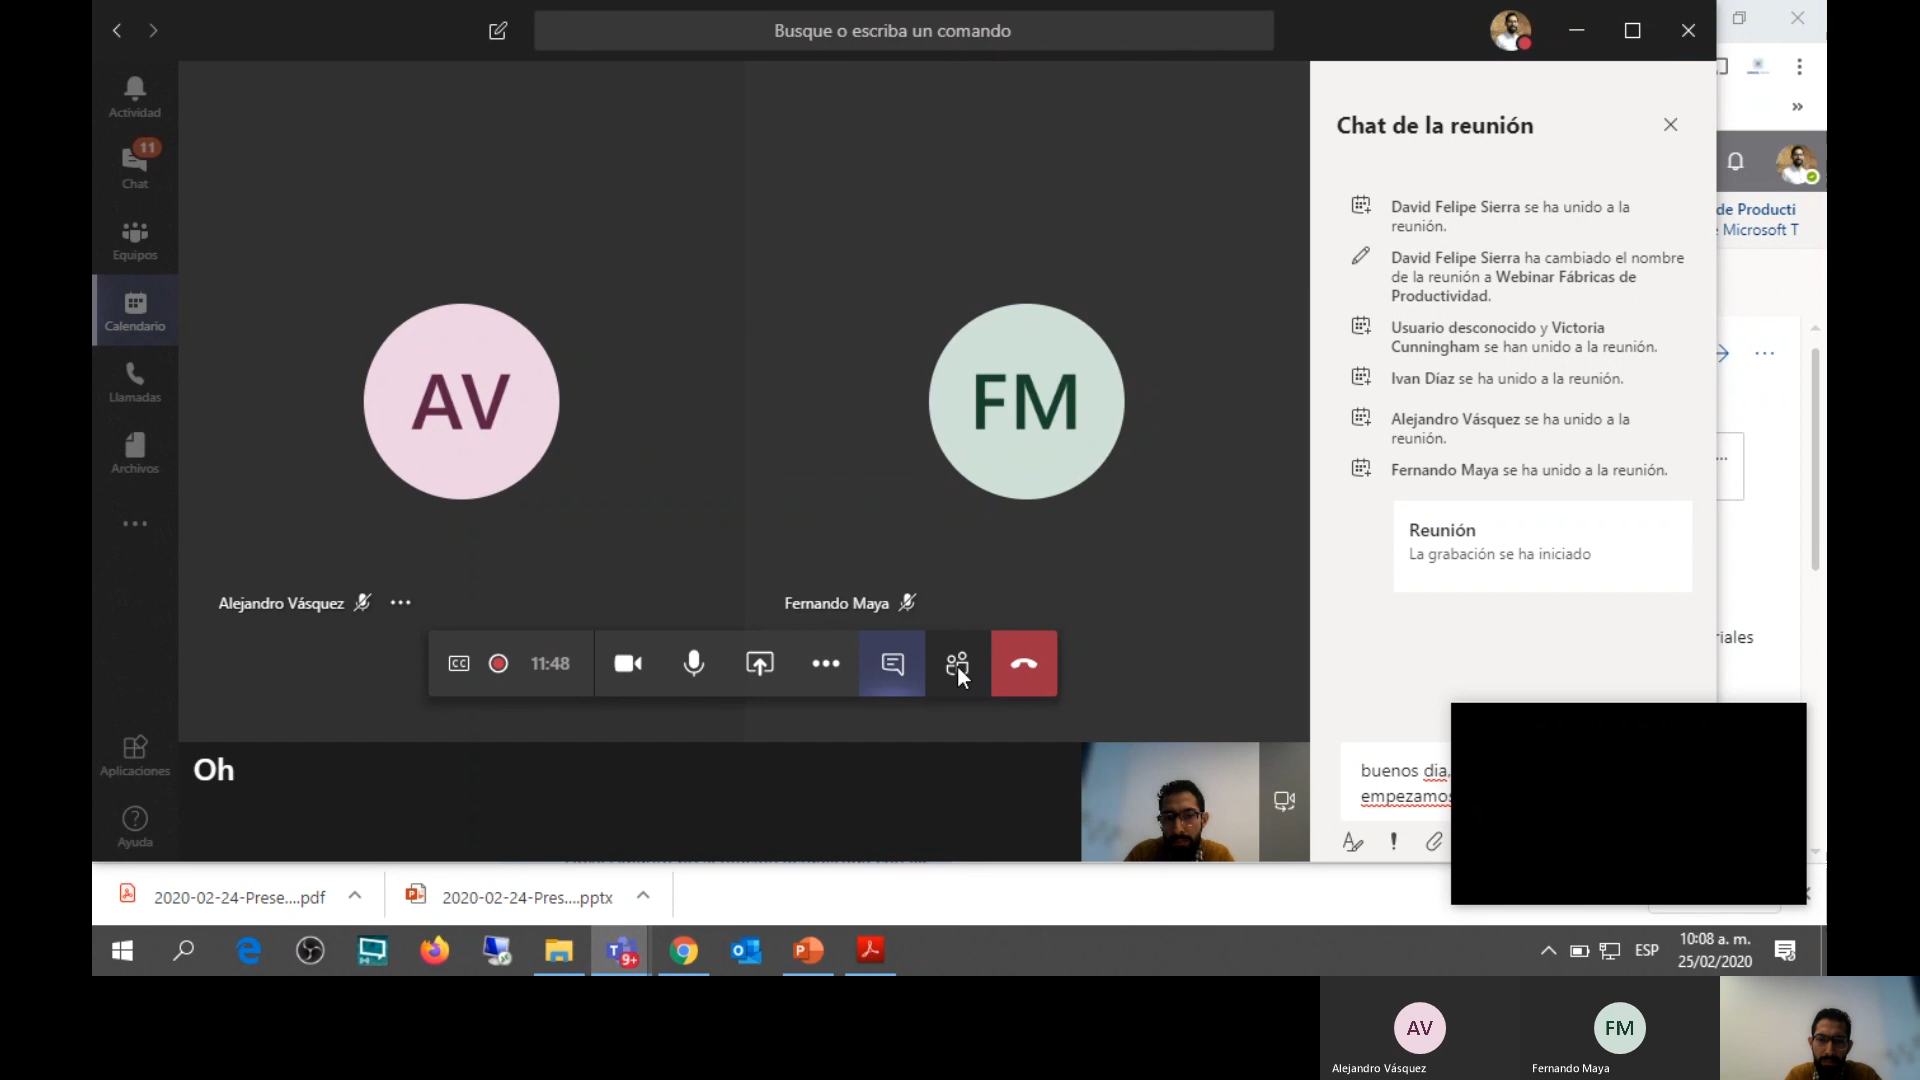 Busque o escriba un comando
Actividad
11
Chat
Equipos
Calendario
Llamadas
Archivos
Aplicaciones
Ayuda
AV
FM
Alejandro Vásquez
Fernando Maya
CC
11:48
Oh
Chat de la reunión
David Felipe Sierra se ha unido a la
reunión.
David Felipe Sierra ha cambiado el nombre
de la reunión a Webinar Fábricas de
Productividad.
Usuario desconocido y Victoria
Cunningham se han unido a la reunión.
Ivan Díaz se ha unido a la reunión.
Alejandro Vásquez se ha unido a la
reunión.
Fernando Maya se ha unido a la reunión.
Reunión
La grabación se ha iniciado
buenos dia,
empezamos
de Producti
Microsoft T
riales
2020-02-24-Prese....pdf
2020-02-24-Pres....pptx
9+
ESP
10:08 a. m.
25/02/2020
AV
FM
Alejandro Vásquez
Fernando Maya